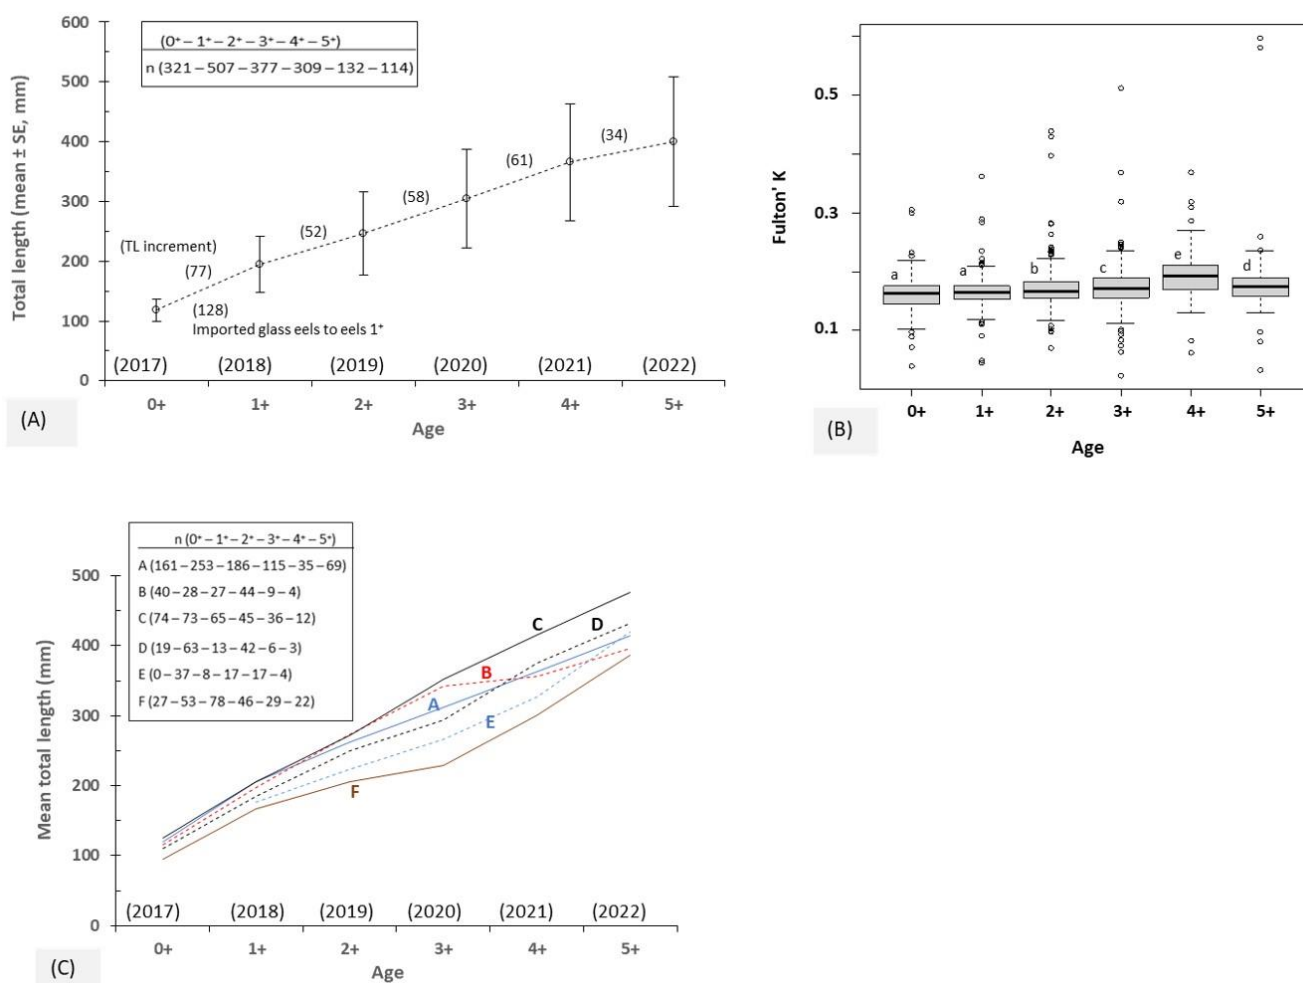 (0⁺ – 1⁺ – 2⁺ – 3⁺ – 4⁺ – 5⁺)
n (321 – 507 – 377 – 309 – 132 – 114)
Total length (mean ± SE, mm)
600
500
400
300
200
100
0
(TL increment)
(77)
(52)
(58)
(61)
(34)
(128)
Imported glass eels to eels 1⁺
(2017) (2018) (2019) (2020) (2021) (2022)
0+ 1+ 2+ 3+ 4+ 5+
Age
(A)
Fulton' K
0.5
0.3
0.1
a a b c e d
0+ 1+ 2+ 3+ 4+ 5+
Age
(B)
n (0⁺ – 1⁺ – 2⁺ – 3⁺ – 4⁺ – 5⁺)
A (161 – 253 – 186 – 115 – 35 – 69)
B (40 – 28 – 27 – 44 – 9 – 4)
C (74 – 73 – 65 – 45 – 36 – 12)
D (19 – 63 – 13 – 42 – 6 – 3)
E (0 – 37 – 8 – 17 – 17 – 4)
F (27 – 53 – 78 – 46 – 29 – 22)
Mean total length (mm)
500
400
300
200
100
0
C
D
B
A
E
F
(2017) (2018) (2019) (2020) (2021) (2022)
0+ 1+ 2+ 3+ 4+ 5+
Age
(C)